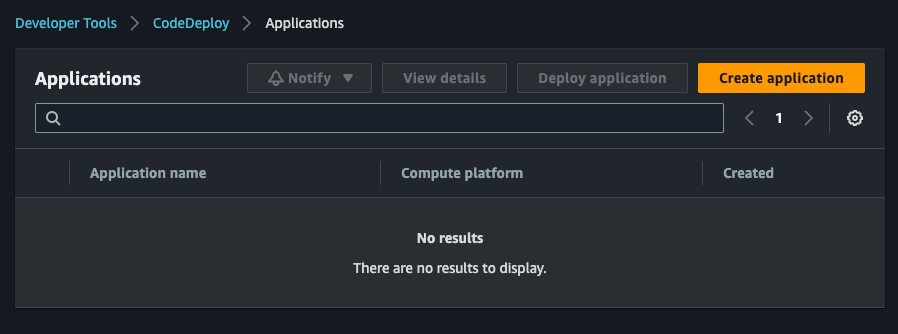 Developer Tools CodeDeploy Applications
Applications Notify View details Deploy application Create application
1
Application name Compute platform Created
No results
There are no results to display.